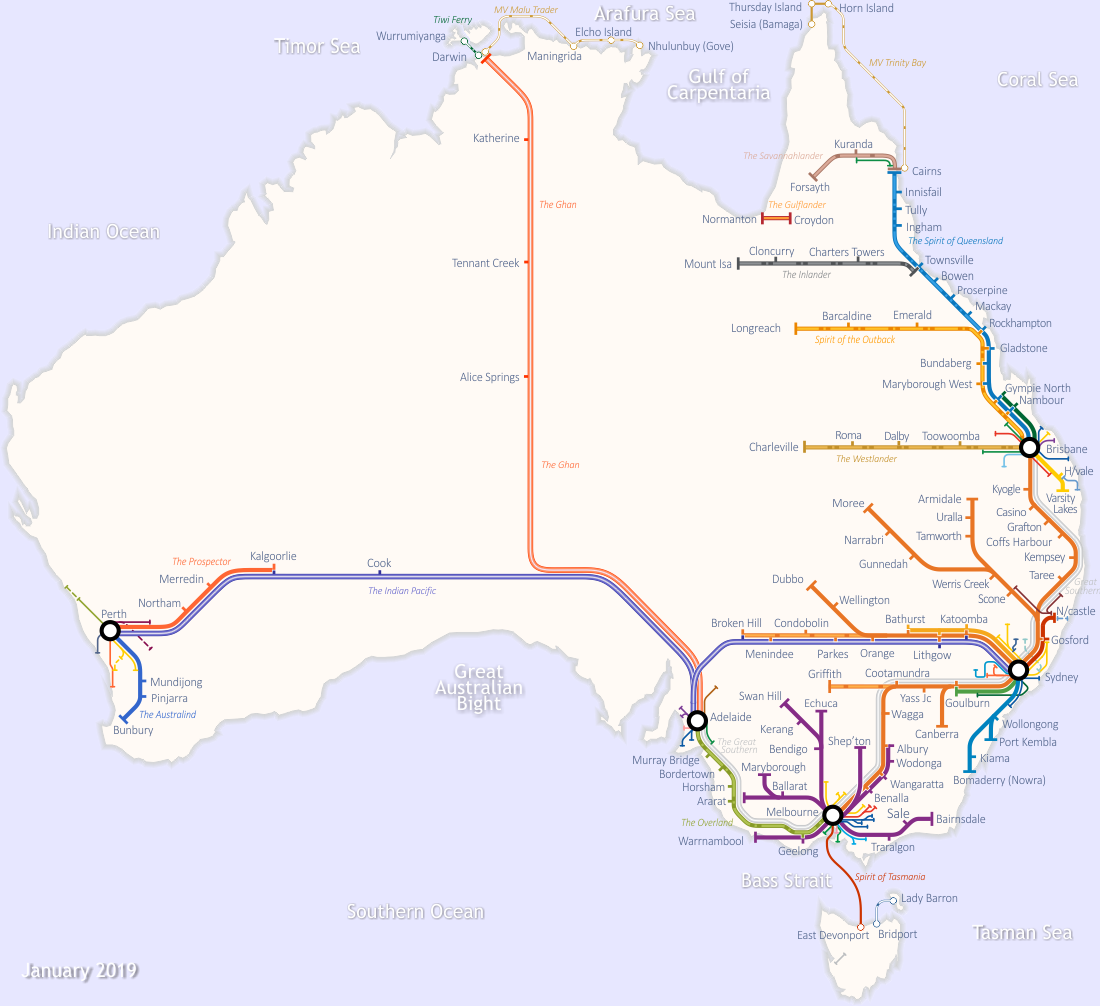 Thursday Island
Horn Island
MV Malu Trader
Arafura Sea
Tiwi Ferry
Seisia (Bamaga)
Wurrumiyanga
Elcho Island
Timor Sea
Nhulunbuy (Gove)
Darwin
Maningrida
MV Trinity Bay
Gulf of
Carpentaria
Coral Sea
Katherine
Kuranda
The Savannahlander
Cairns
Forsayth
Innisfail
The Ghan
The Gulflander
Tully
Normanton
Croydon
Ingham
Indian Ocean
The Spirit of Queensland
Cloncurry
Charters Towers
Tennant Creek
Mount Isa
Townsville
The Inlander
Bowen
Proserpine
Mackay
Barcaldine
Emerald
Rockhampton
Longreach
Spirit of the Outback
Gladstone
Bundaberg
Alice Springs
Maryborough West
Gympie North
Nambour
Roma
Dalby
Toowoomba
Charleville
Brisbane
The Westlander
The Ghan
H/vale
Kyogle
Varsity
Lakes
Armidale
Moree
Casino
Uralla
Grafton
Tamworth
Narrabri
Coffs Harbour
Kalgoorlie
Kempsey
The Prospector
Cook
Gunnedah
Merredin
Dubbo
Werris Creek
Taree
The Indian Pacific
Great
Southern
Northam
Wellington
Scone
Perth
N/castle
Broken Hill
Condobolin
Bathurst
Katoomba
Gosford
Menindee
Parkes
Orange
Lithgow
Great
Australian
Bight
Griffith
Cootamundra
Sydney
Mundijong
Swan Hill
Yass Jc
Pinjarra
Echuca
Goulburn
The Australind
Adelaide
Wagga
Bunbury
Kerang
Wollongong
Canberra
The Great
Southern
Shep'ton
Port Kembla
Bendigo
Albury
Murray Bridge
Kiama
Wodonga
Bordertown
Maryborough
Bomaderry (Nowra)
Horsham
Ballarat
Wangaratta
Ararat
Benalla
Melbourne
Sale
The Overland
Bairnsdale
Warrnambool
Geelong
Traralgon
Bass Strait
Spirit of Tasmania
Lady Barron
Southern Ocean
East Devonport
Bridport
Tasman Sea
January 2019